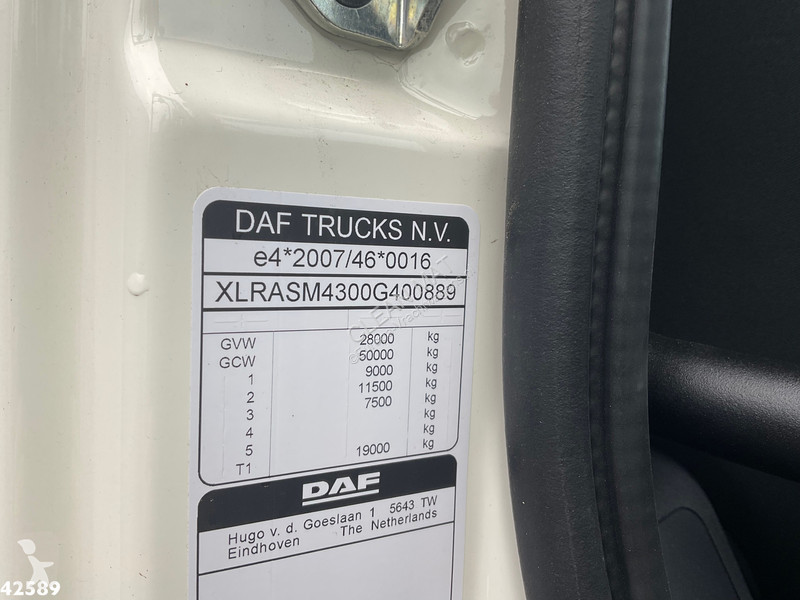 DAF TRUCKS N.V.
e4*2007/46*0016
XLRASM4300G400889
GVW 28000 kg
GCW 50000 kg
1 9000 kg
2 11500 kg
3 7500 kg
4 kg
5 kg
T1 19000 kg
DAF
Hugo v. d. Goeslaan 1 5643 TW
Eindhoven The Netherlands
42589